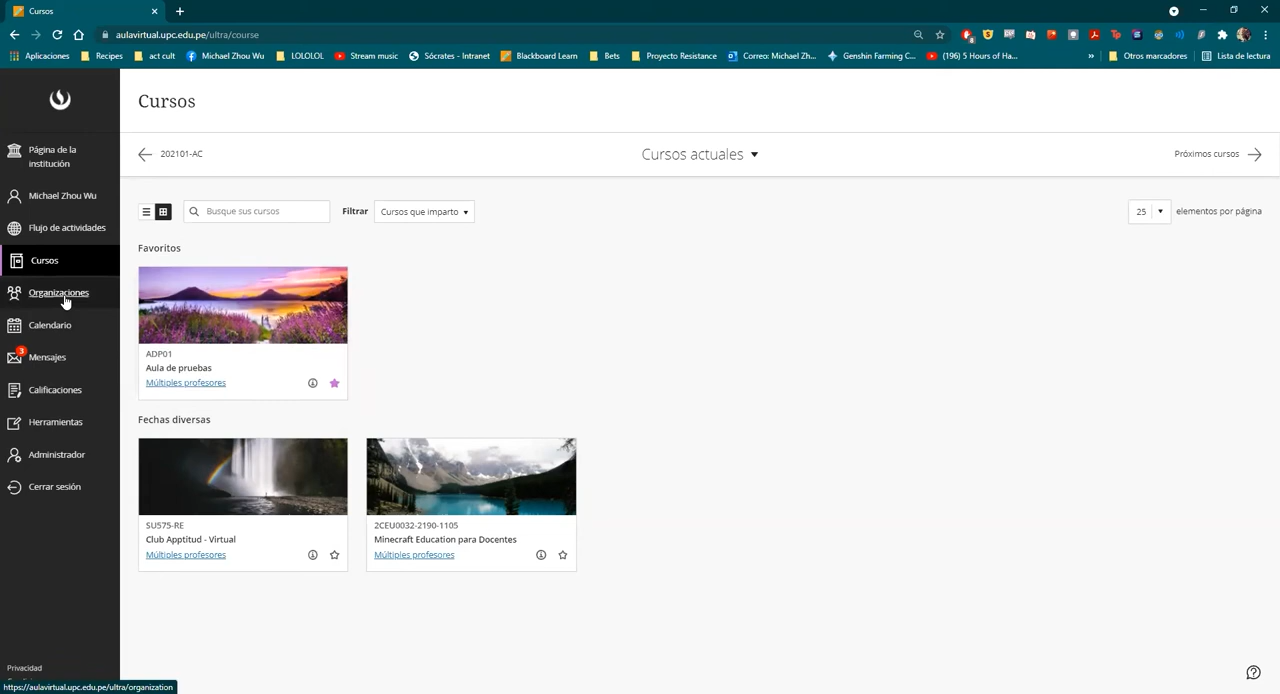 Cursos
aulavirtual.upc.edu.pe/ultra/course
Aplicaciones
Recipes
act cult
Michael Zhou Wu
LOLOLOL
Stream music
Sócrates - Intranet
Blackboard Learn
Bets
Proyecto Resistance
Correo: Michael Zh...
Genshin Farming C...
(196) 5 Hours of Ha...
»
Otros marcadores
Lista de lectura
Página de la
institución
Michael Zhou Wu
Flujo de actividades
Cursos
Organizaciones
Calendario
3
Mensajes
Calificaciones
Herramientas
Administrador
Cerrar sesión
Privacidad
https://aulavirtual.upc.edu.pe/ultra/organization
Cursos
202101-AC
Cursos actuales
Próximos cursos
Busque sus cursos
Filtrar
Cursos que imparto
25
elementos por página
Favoritos
ADP01
Aula de pruebas
Múltiples profesores
Fechas diversas
SU575-RE
Club Apptitud - Virtual
Múltiples profesores
2CEU0032-2190-1105
Minecraft Education para Docentes
Múltiples profesores